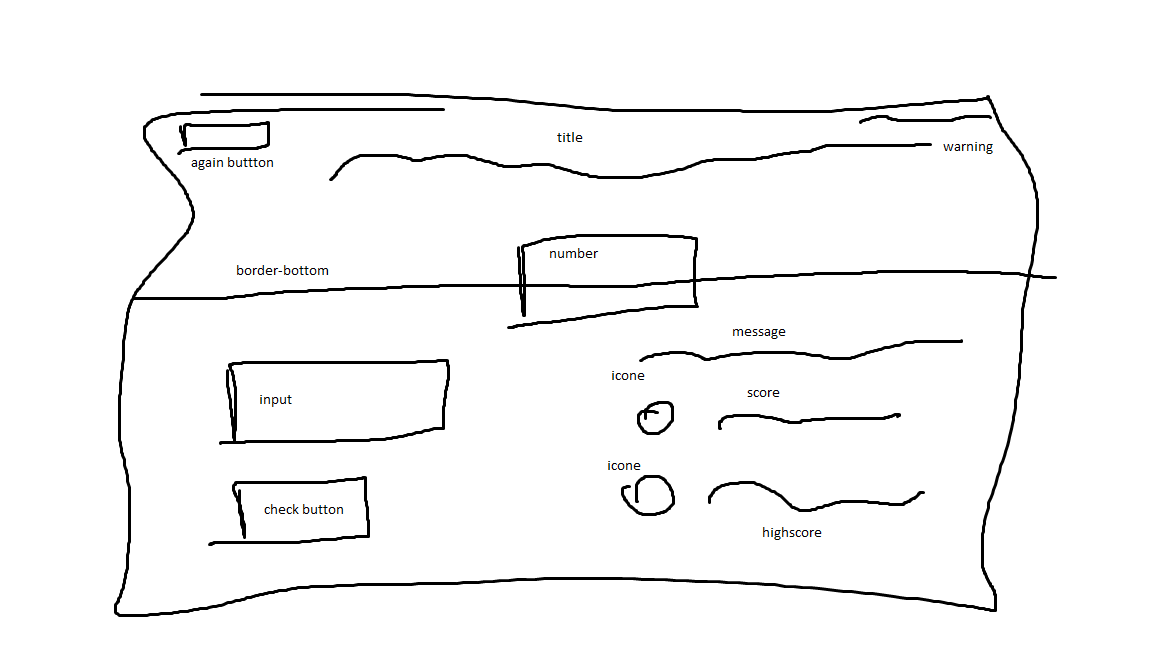 title
warning
again buttton
number
border-bottom
message
icone
score
input
icone
check button
highscore